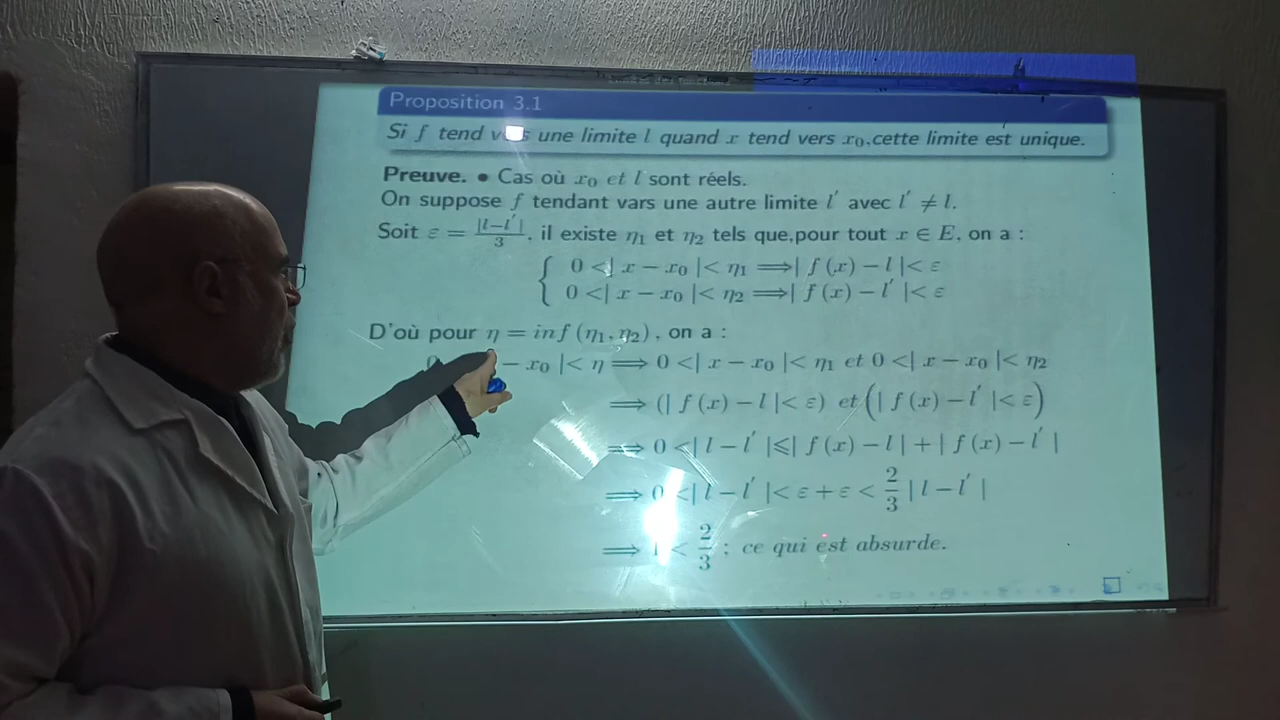 Proposition 3.1
Si f tend vers une limite l quand x tend vers x₀,cette limite est unique.
Preuve. • Cas où x₀ et l sont réels.
On suppose f tendant vars une autre limite l′ avec l′ ≠ l.
Soit ε = |l−l′|/3, il existe η₁ et η₂ tels que,pour tout x ∈ E, on a :
{ 0 <| x − x₀ |< η₁ ⟹| f (x) − l |< ε
0 <| x − x₀ |< η₂ ⟹| f (x) − l′ |< ε
D'où pour η = inf (η₁, η₂), on a :
0 − x₀ |< η ⟹ 0 <| x − x₀ |< η₁ et 0 <| x − x₀ |< η₂
⟹ (| f (x) − l |< ε) et (| f (x) − l′ |< ε)
⟹ 0 <| l − l′ |⩽| f (x) − l | + | f (x) − l′ |
⟹ 0 <| l − l′ |< ε + ε < 2/3 | l − l′ |
⟹ 1 < 2/3 ; ce qui est absurde.